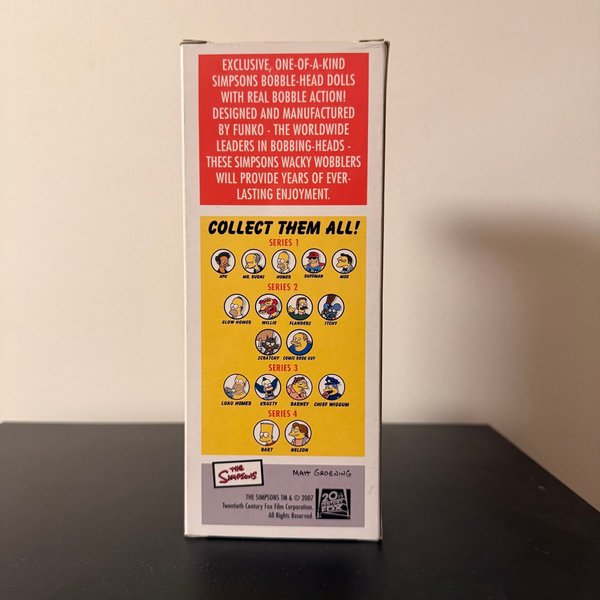 EXCLUSIVE, ONE-OF-A-KIND
SIMPSONS BOBBLE-HEAD DOLLS
WITH REAL BOBBLE ACTION!
DESIGNED AND MANUFACTURED
BY FUNKO - THE WORLDWIDE
LEADERS IN BOBBING-HEADS -
THESE SIMPSONS WACKY WOBBLERS
WILL PROVIDE YEARS OF EVER-
LASTING ENJOYMENT.
COLLECT THEM ALL!
SERIES 1
APU MR. BURNS HOMER DUFFMAN MOE
SERIES 2
GLOW HOMER WILLIE FLANDERS ITCHY
SCRATCHY COMIC BOOK GUY
SERIES 3
LUAU HOMER KRUSTY BARNEY CHIEF WIGGUM
SERIES 4
BART NELSON
THE SIMPSONS
MATT GROENING
THE SIMPSONS TM & © 2007
Twentieth Century Fox Film Corporation.
All Rights Reserved.
20TH CENTURY FOX